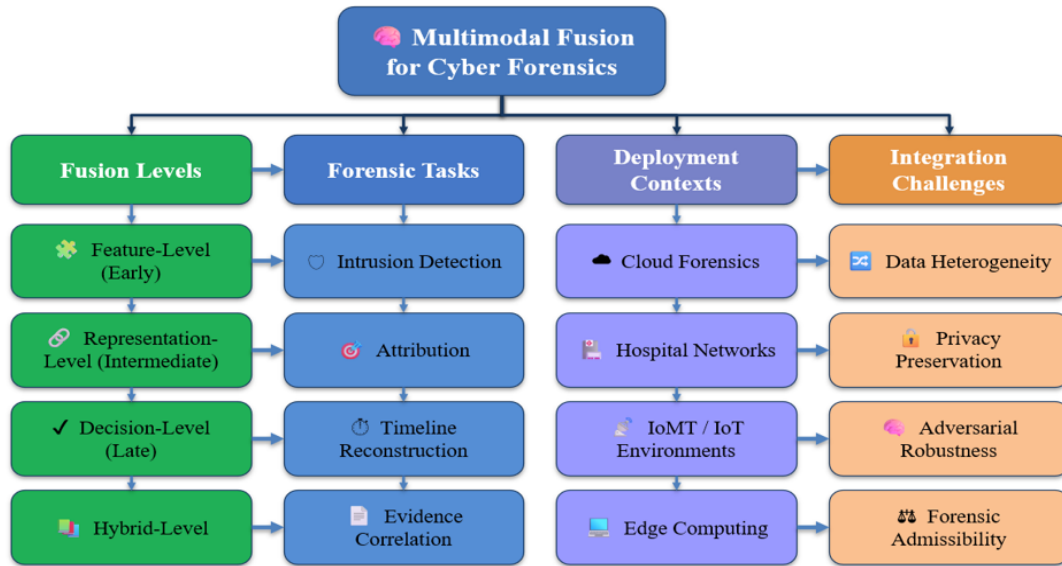 Multimodal Fusion
for Cyber Forensics
Fusion Levels
Forensic Tasks
Deployment
Contexts
Integration
Challenges
Feature-Level
(Early)
Intrusion Detection
Cloud Forensics
Data Heterogeneity
Representation-
Level (Intermediate)
Attribution
Hospital Networks
Privacy
Preservation
Decision-Level
(Late)
Timeline
Reconstruction
IoMT / IoT
Environments
Adversarial
Robustness
Hybrid-Level
Evidence
Correlation
Edge Computing
Forensic
Admissibility